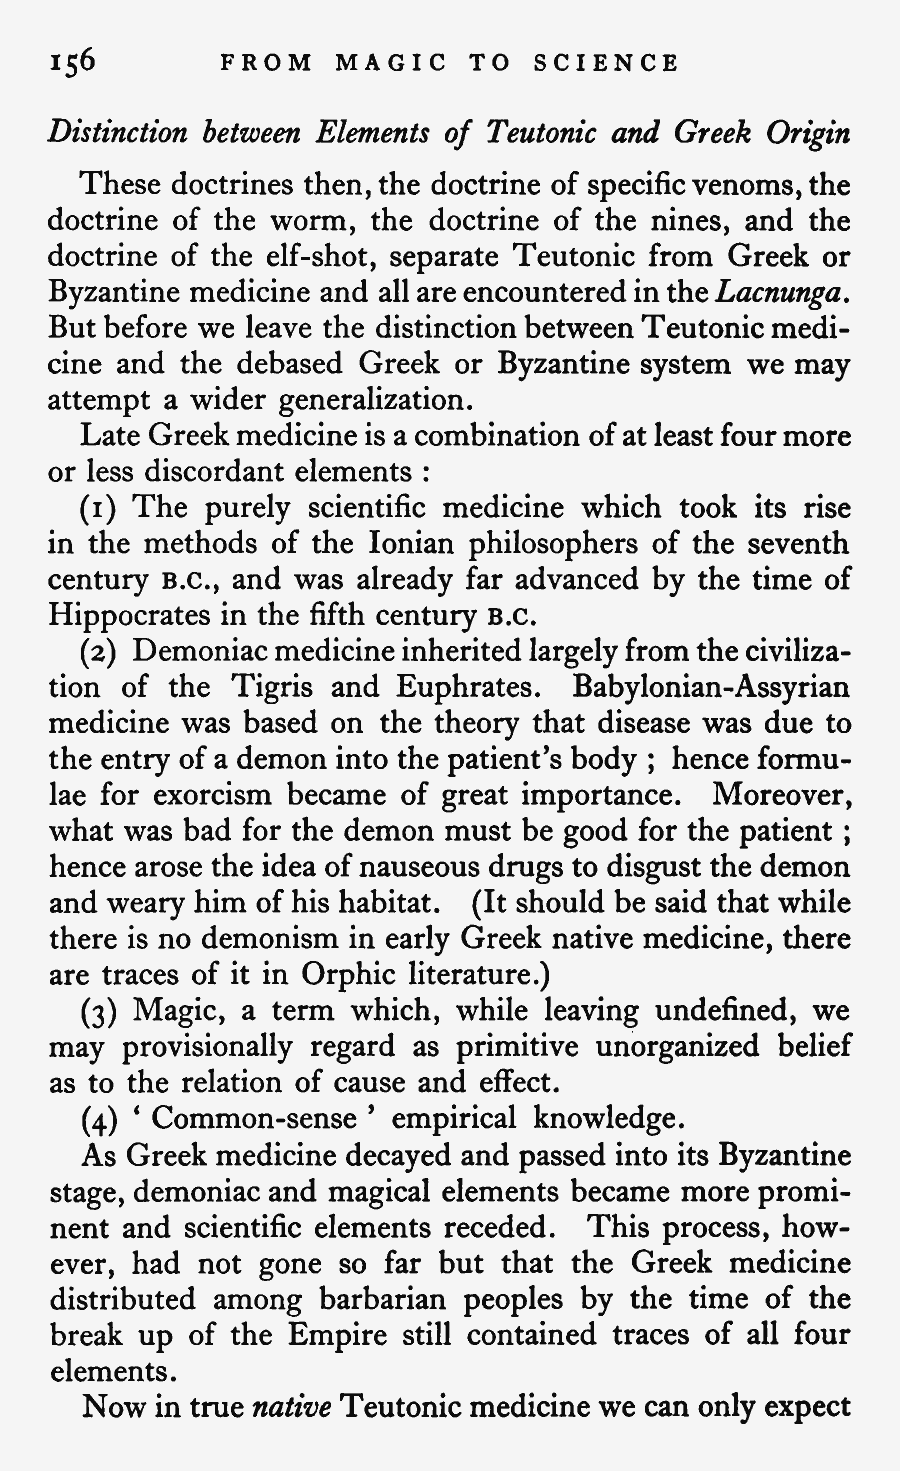 156 FROM MAGIC TO SCIENCE
Distinction between Elements of Teutonic and Greek Origin
These doctrines then, the doctrine of specific venoms, the
doctrine of the worm, the doctrine of the nines, and the
doctrine of the elf-shot, separate Teutonic from Greek or
Byzantine medicine and all are encountered in the Lacnunga.
But before we leave the distinction between Teutonic medi-
cine and the debased Greek or Byzantine system we may
attempt a wider generalization.
Late Greek medicine is a combination of at least four more
or less discordant elements :
(1) The purely scientific medicine which took its rise
in the methods of the Ionian philosophers of the seventh
century B.C., and was already far advanced by the time of
Hippocrates in the fifth century B.C.
(2) Demoniac medicine inherited largely from the civiliza-
tion of the Tigris and Euphrates. Babylonian-Assyrian
medicine was based on the theory that disease was due to
the entry of a demon into the patient's body ; hence formu-
lae for exorcism became of great importance. Moreover,
what was bad for the demon must be good for the patient ;
hence arose the idea of nauseous drugs to disgust the demon
and weary him of his habitat. (It should be said that while
there is no demonism in early Greek native medicine, there
are traces of it in Orphic literature.)
(3) Magic, a term which, while leaving undefined, we
may provisionally regard as primitive unorganized belief
as to the relation of cause and effect.
(4) ‘ Common-sense ’ empirical knowledge.
As Greek medicine decayed and passed into its Byzantine
stage, demoniac and magical elements became more promi-
nent and scientific elements receded. This process, how-
ever, had not gone so far but that the Greek medicine
distributed among barbarian peoples by the time of the
break up of the Empire still contained traces of all four
elements.
Now in true native Teutonic medicine we can only expect